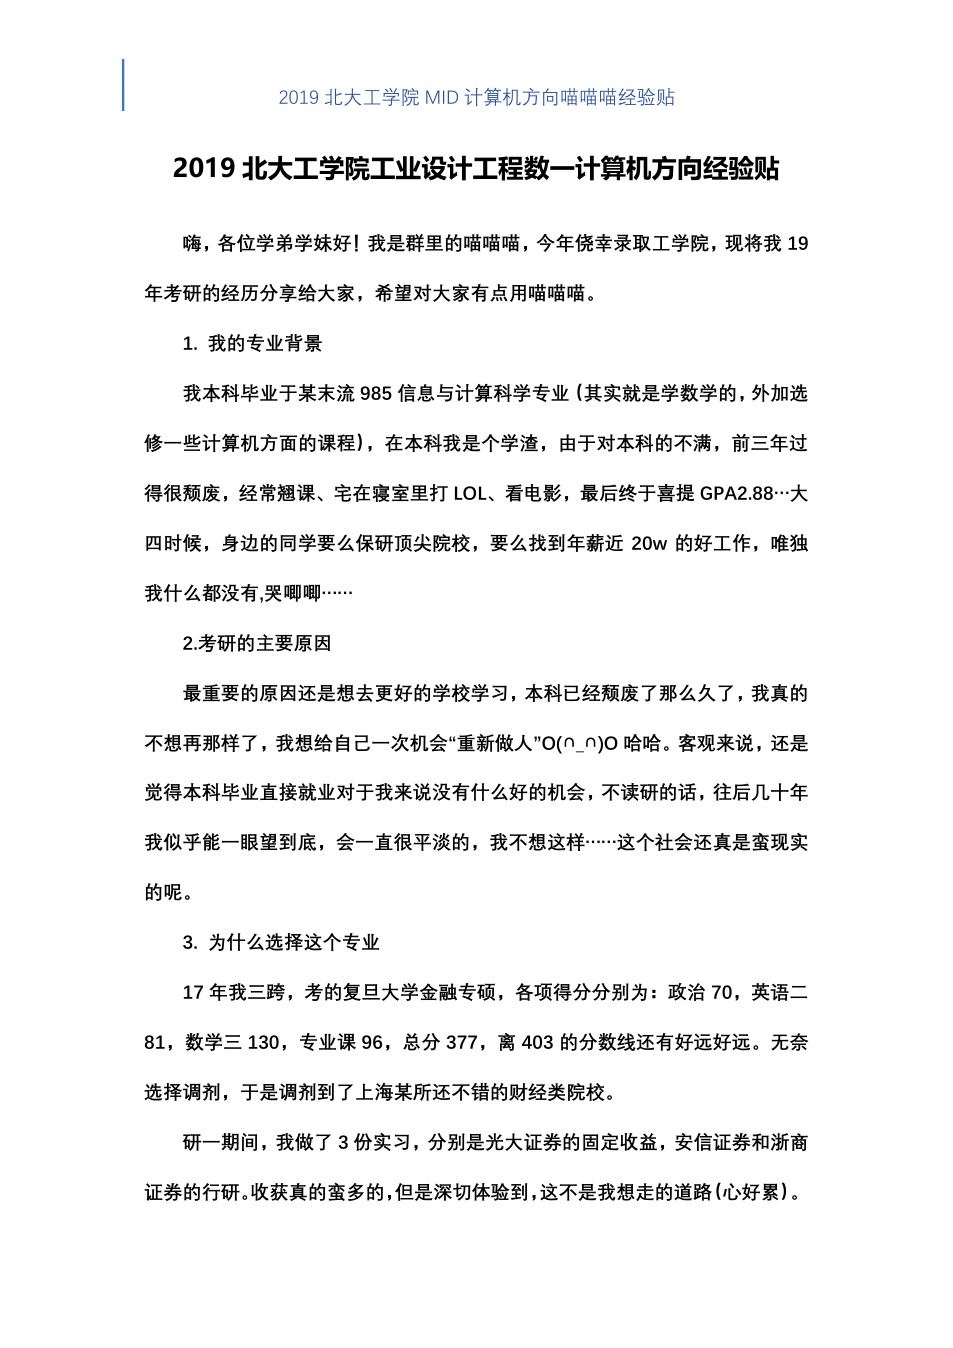 2019 北大工学院 MID 计算机方向喵喵喵经验贴
2019 北大工学院工业设计工程数一计算机方向经验贴
嗨，各位学弟学妹好！我是群里的喵喵喵，今年侥幸录取工学院，现将我 19
年考研的经历分享给大家，希望对大家有点用喵喵喵。
1. 我的专业背景
我本科毕业于某末流 985 信息与计算科学专业（其实就是学数学的，外加选
修一些计算机方面的课程），在本科我是个学渣，由于对本科的不满，前三年过
得很颓废，经常翘课、宅在寝室里打 LOL、看电影，最后终于喜提 GPA2.88…大
四时候，身边的同学要么保研顶尖院校，要么找到年薪近 20w 的好工作，唯独
我什么都没有,哭唧唧……
2.考研的主要原因
最重要的原因还是想去更好的学校学习，本科已经颓废了那么久了，我真的
不想再那样了，我想给自己一次机会“重新做人”O(∩_∩)O 哈哈。客观来说，还是
觉得本科毕业直接就业对于我来说没有什么好的机会，不读研的话，往后几十年
我似乎能一眼望到底，会一直很平淡的，我不想这样……这个社会还真是蛮现实
的呢。
3. 为什么选择这个专业
17 年我三跨，考的复旦大学金融专硕，各项得分分别为：政治 70，英语二
81，数学三 130，专业课 96，总分 377，离 403 的分数线还有好远好远。无奈
选择调剂，于是调剂到了上海某所还不错的财经类院校。
研一期间，我做了 3 份实习，分别是光大证券的固定收益，安信证券和浙商
证券的行研。收获真的蛮多的，但是深切体验到，这不是我想走的道路（心好累）。